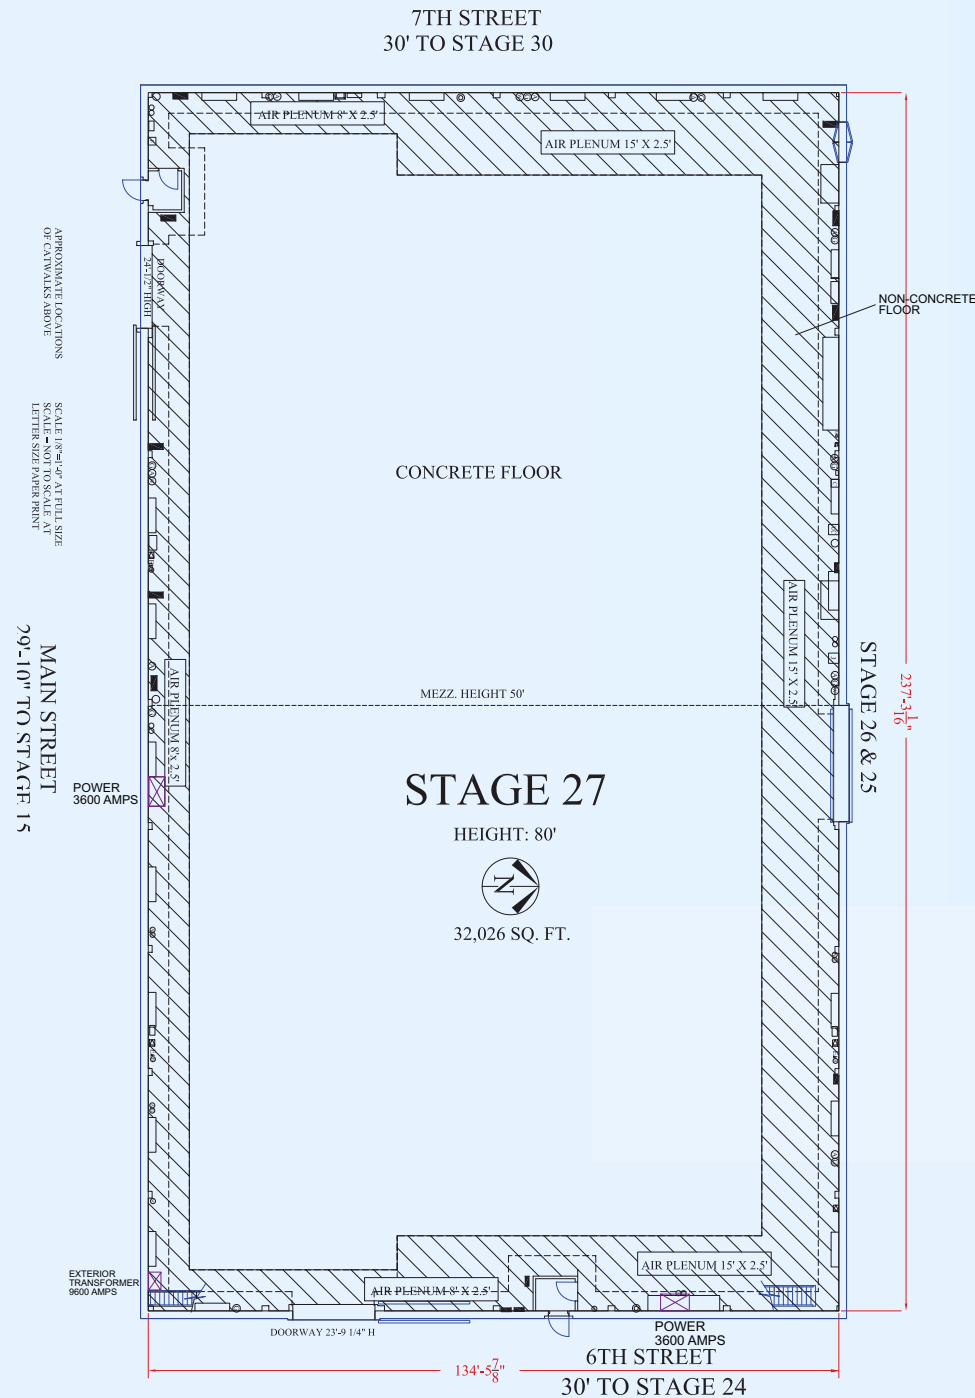 7TH STREET
30' TO STAGE 30
AIR PLENUM 8' X 2.5'
AIR PLENUM 15' X 2.5'
APPROXIMATE LOCATIONS
OF CATWALKS ABOVE
DOORWAY
24'-1/2" HIGH
NON-CONCRETE
FLOOR
SCALE 1/8"=1'-0" AT FULL SIZE
SCALE = NOT TO SCALE AT
LETTER SIZE PAPER PRINT
CONCRETE FLOOR
AIR PLENUM 15' X 2.5'
MAIN STREET
29'-10" TO STAGE 15
AIR PLENUM 8'x 2.5'
MEZZ. HEIGHT 50'
STAGE 26 & 25
237'-3 1/16"
POWER
3600 AMPS
STAGE 27
HEIGHT: 80'
N
32,026 SQ. FT.
EXTERIOR
TRANSFORMER
9600 AMPS
AIR PLENUM 8' X 2.5'
AIR PLENUM 15' X 2.5'
DOORWAY 23'-9 1/4" H
POWER
3600 AMPS
134'-5 7/8"
6TH STREET
30' TO STAGE 24